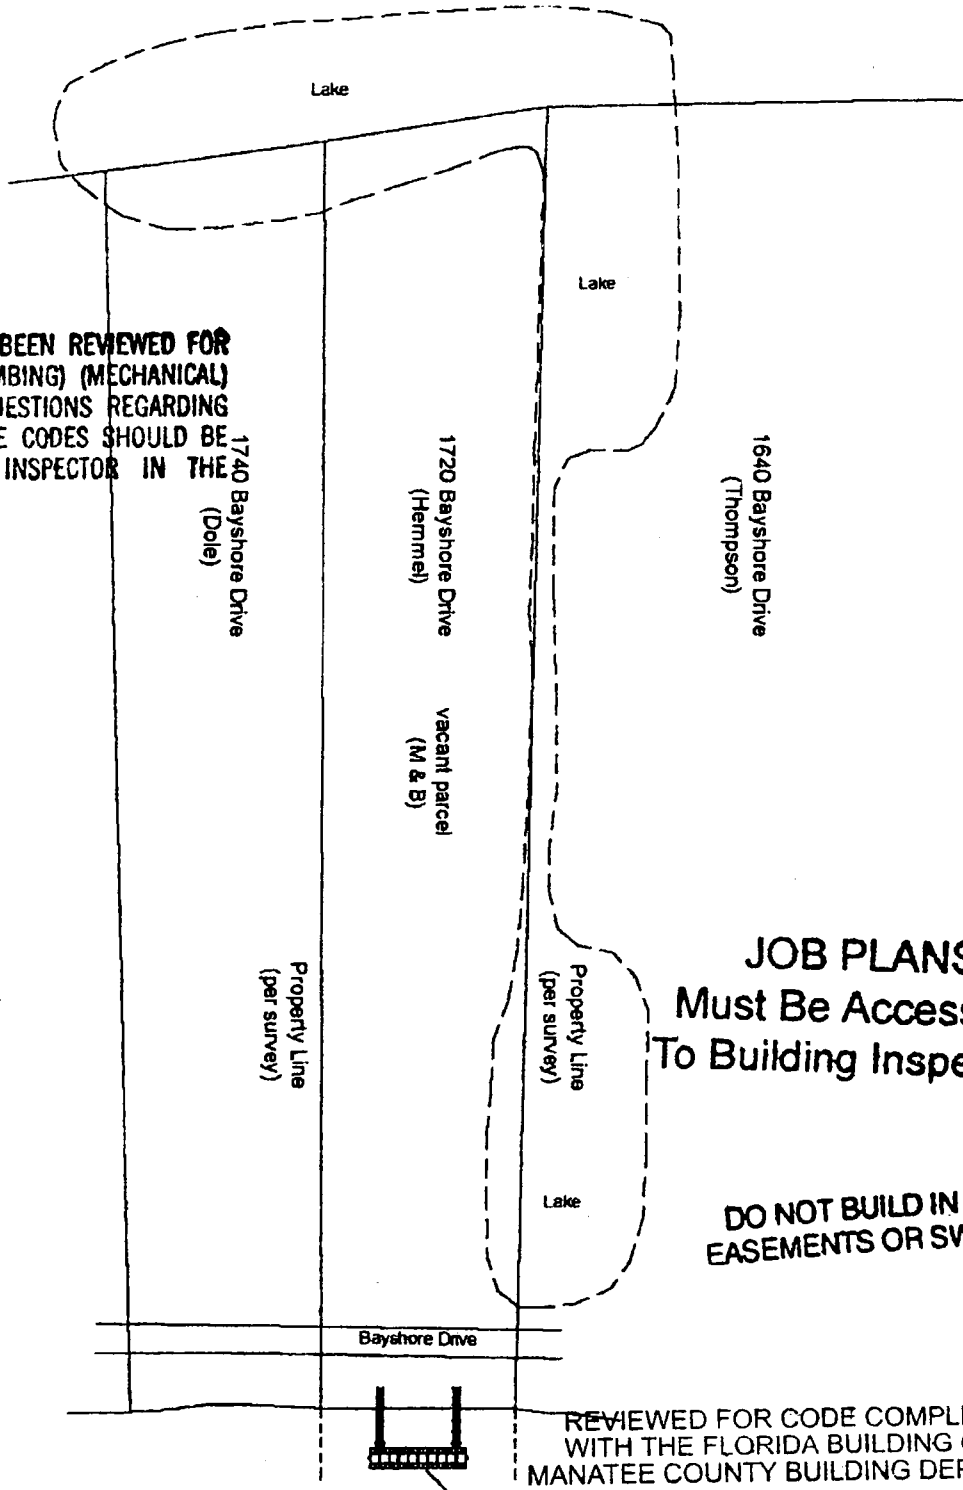 Lake
Lake
BEEN REVIEWED FOR
MBING) (MECHANICAL)
ESTIONS REGARDING
E CODES SHOULD BE
INSPECTOR IN THE
1740 Bayshore Drive
(Dole)
1720 Bayshore Drive
(Hemmel)
vacant parcel
(M & B)
1640 Bayshore Drive
(Thompson)
Property Line
(per survey)
Property Line
(per survey)
JOB PLANS
Must Be Access
To Building Inspe
Lake
DO NOT BUILD IN
EASEMENTS OR SW
Bayshore Drive
REVIEWED FOR CODE COMPLI
WITH THE FLORIDA BUILDING
MANATEE COUNTY BUILDING DEP